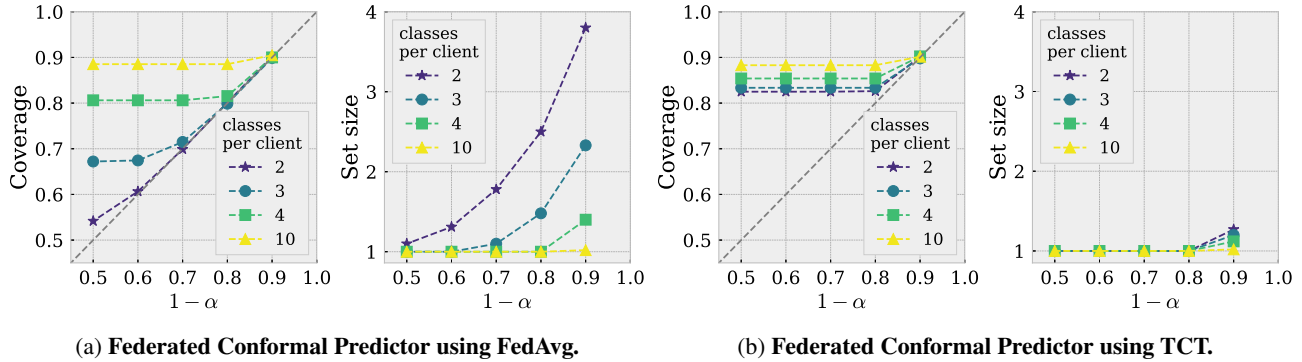 1.0
0.9
0.8
0.7
0.6
0.5
Coverage
classes
per client
2
3
4
10
0.5 0.6 0.7 0.8 0.9 1.0
1 − α
4
3
2
1
Set size
classes
per client
2
3
4
10
0.5 0.6 0.7 0.8 0.9 1.0
1 − α
(a) Federated Conformal Predictor using FedAvg.
1.0
0.9
0.8
0.7
0.6
0.5
Coverage
classes
per client
2
3
4
10
0.5 0.6 0.7 0.8 0.9 1.0
1 − α
4
3
2
1
Set size
classes
per client
2
3
4
10
0.5 0.6 0.7 0.8 0.9 1.0
1 − α
(b) Federated Conformal Predictor using TCT.